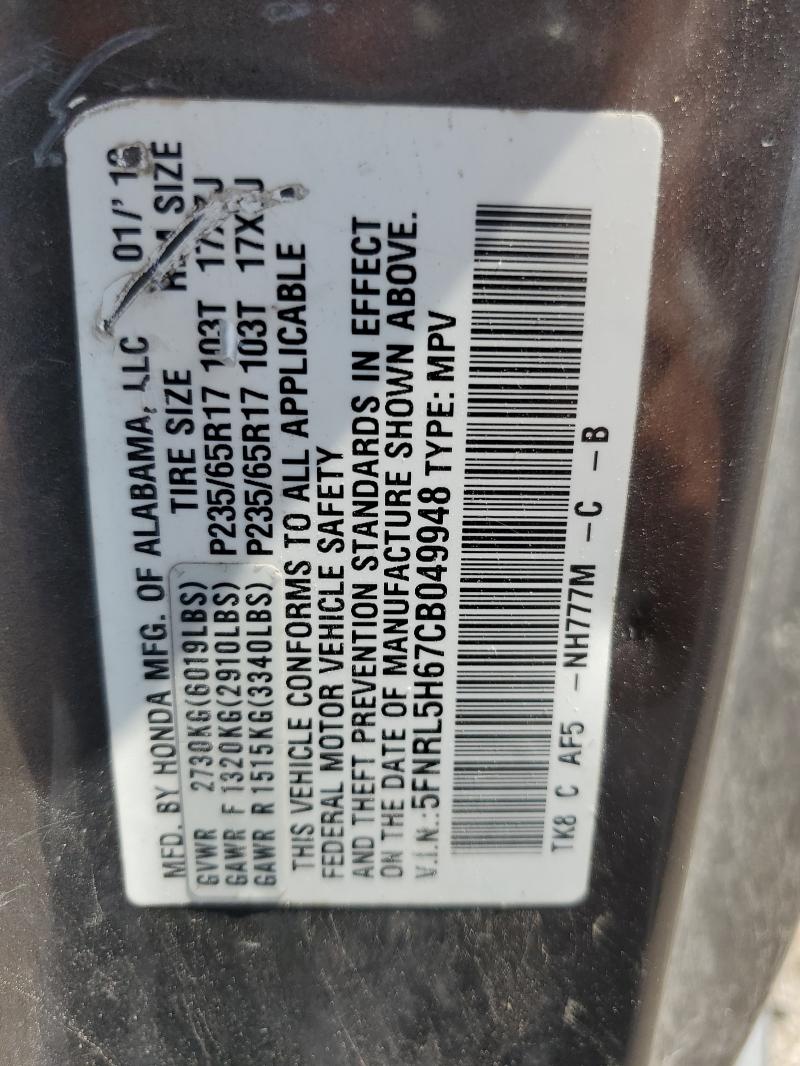 MFD. BY HONDA MFG. OF ALABAMA, LLC 01/'
TIRE SIZE SIZE
GVWR 2730KG(6019LBS)
GAWR F 1320KG(2910LBS) P235/65R17 103T
GAWR R 1515KG(3340LBS) P235/65R17 103T
THIS VEHICLE CONFORMS TO ALL APPLICABLE
FEDERAL MOTOR VEHICLE SAFETY
AND THEFT PREVENTION STANDARDS IN EFFECT
ON THE DATE OF MANUFACTURE SHOWN ABOVE.
V.I.N.:5FNRL5H67CB049948 TYPE: MPV
TK8 C AF5 -NH777M -C -B